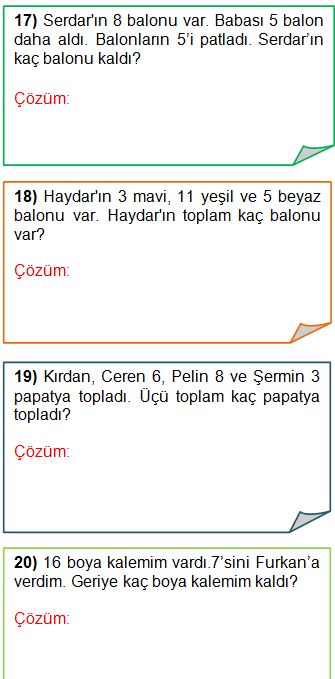 17) Serdar'ın 8 balonu var. Babası 5 balon
daha aldı. Balonların 5’i patladı. Serdar’ın
kaç balonu kaldı?
Çözüm:
18) Haydar'ın 3 mavi, 11 yeşil ve 5 beyaz
balonu var. Haydar'ın toplam kaç balonu
var?
Çözüm:
19) Kırdan, Ceren 6, Pelin 8 ve Şermin 3
papatya topladı. Üçü toplam kaç papatya
topladı?
Çözüm:
20) 16 boya kalemim vardı.7’sini Furkan’a
verdim. Geriye kaç boya kalemim kaldı?
Çözüm: